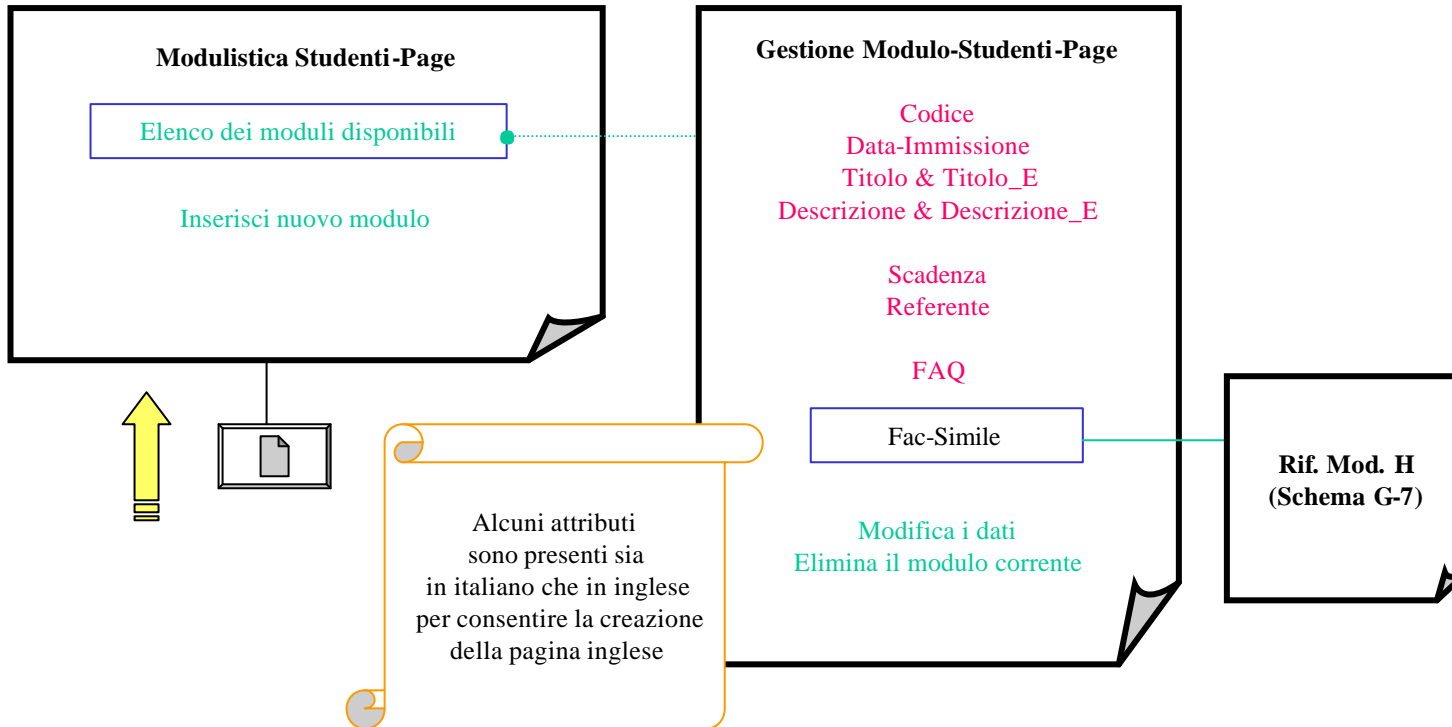 Modulistica Studenti-Page
Elenco dei moduli disponibili
Inserisci nuovo modulo
Gestione Modulo-Studenti-Page
Codice
Data-Immissione
Titolo & Titolo_E
Descrizione & Descrizione_E
Scadenza
Referente
FAQ
Fac-Simile
Modifica i dati
Elimina il modulo corrente
Rif. Mod. H
(Schema G-7)
Alcuni attributi
sono presenti sia
in italiano che in inglese
per consentire la creazione
della pagina inglese